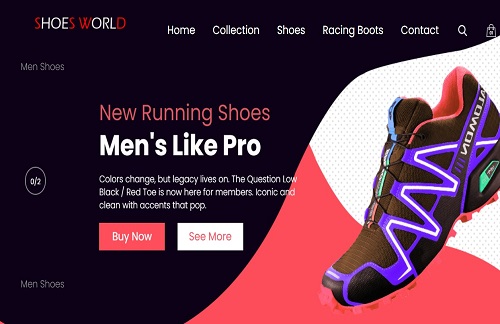 SHOES WORLD
Home Collection Shoes Racing Boots Contact
Men Shoes
New Running Shoes
Men's Like Pro
Colors change, but legacy lives on. The Question Low
Black / Red Toe is now here for members. Iconic and
clean with accents that pop.
0/2
Buy Now See More
Men Shoes